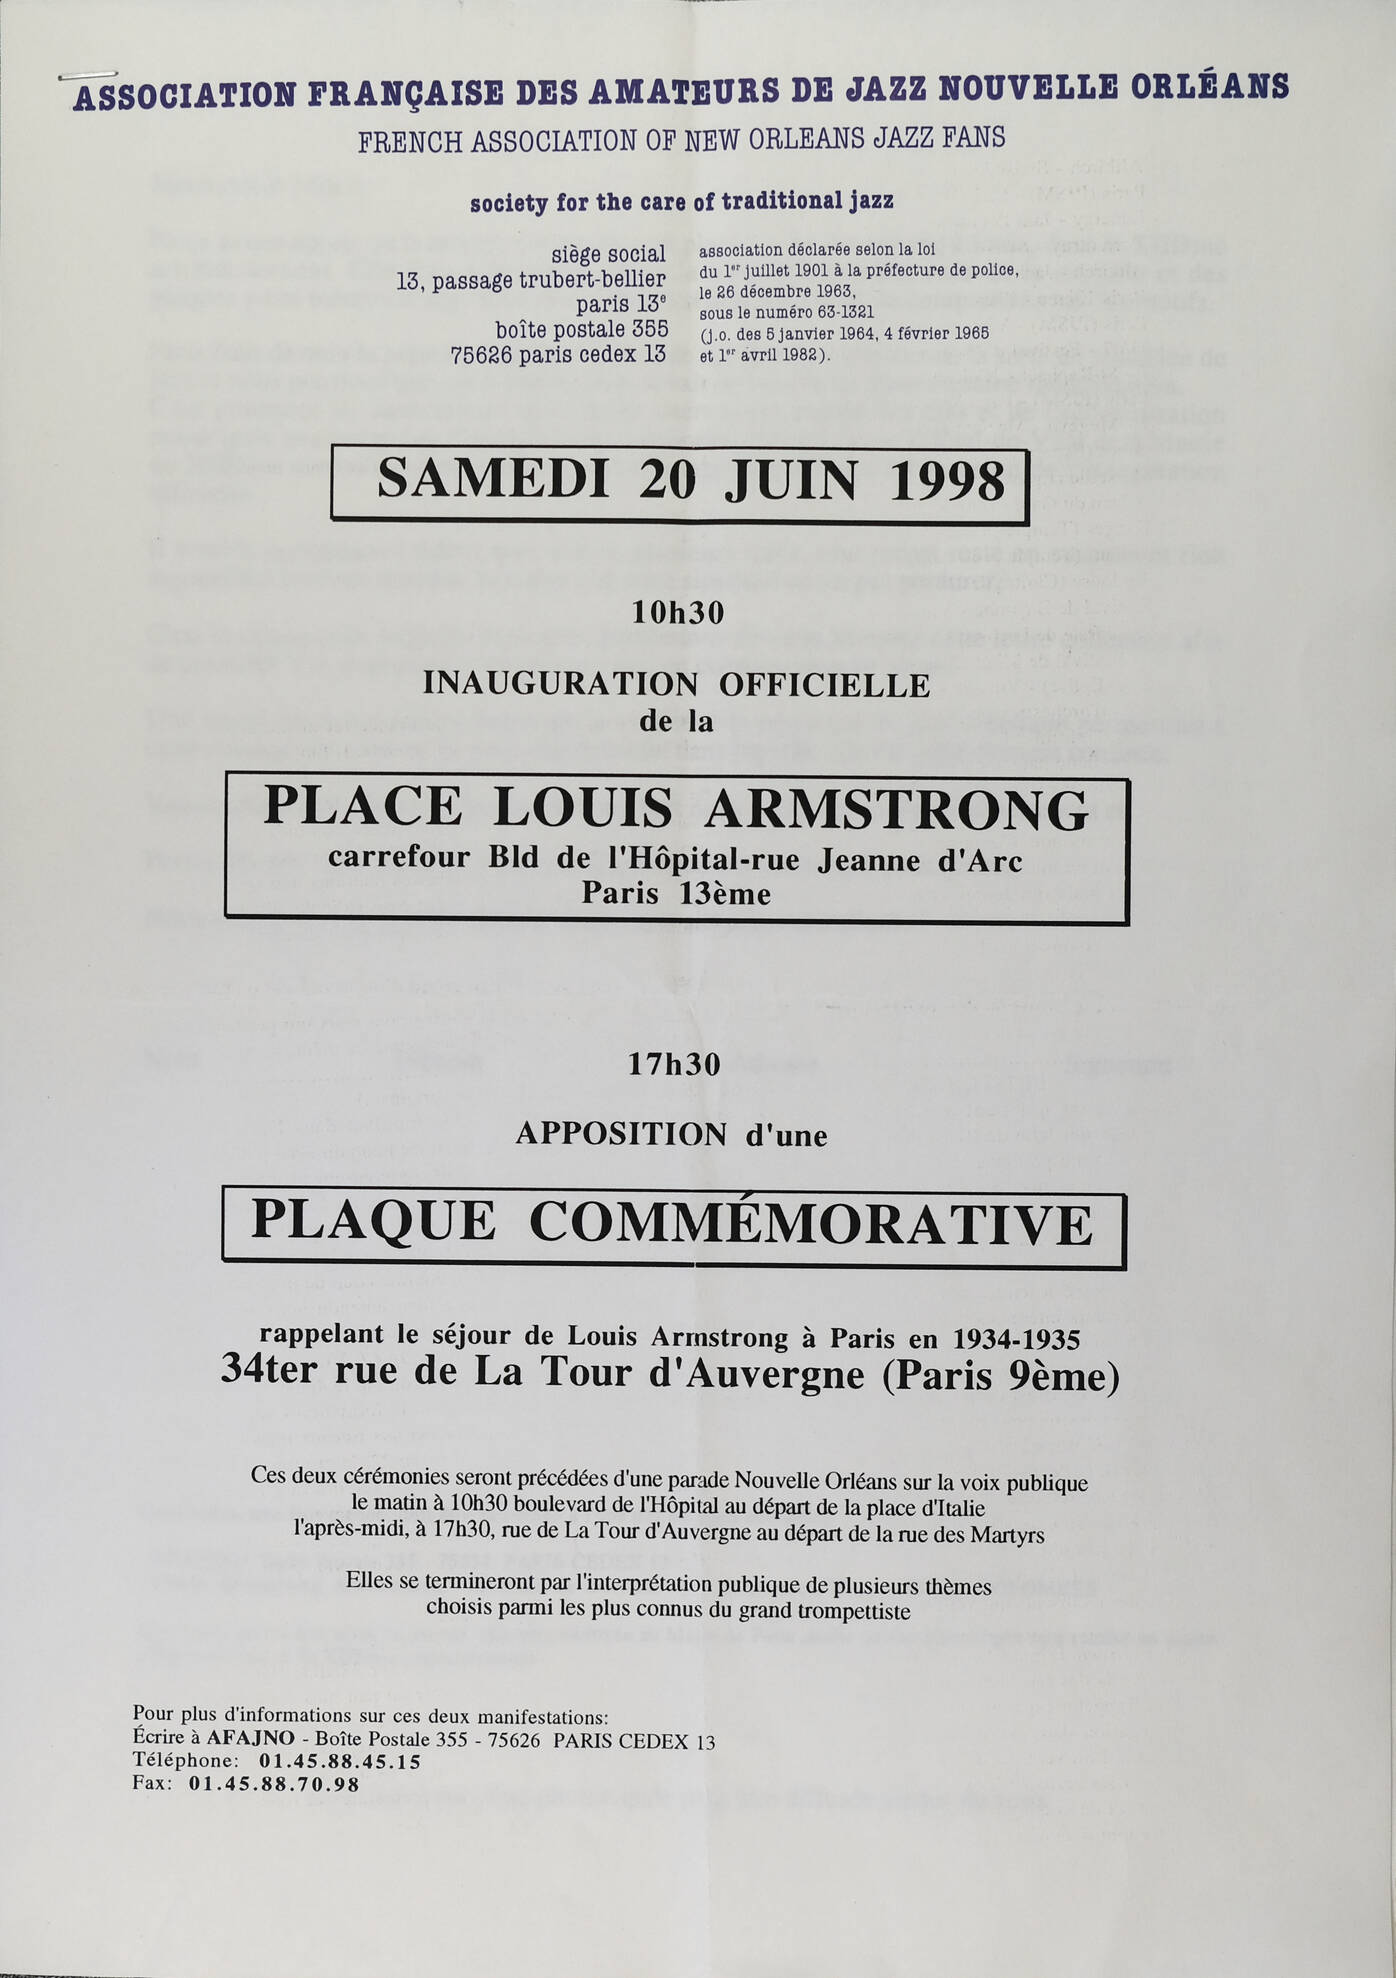 ASSOCIATION FRANÇAISE DES AMATEURS DE JAZZ NOUVELLE ORLÉANS
FRENCH ASSOCIATION OF NEW ORLEANS JAZZ FANS
society for the care of traditional jazz
siège social
13, passage trubert-bellier
paris 13e
boîte postale 355
75626 paris cedex 13
association déclarée selon la loi
du 1er juillet 1901 à la préfecture de police,
le 26 décembre 1963,
sous le numéro 63-1321
(j.o. des 5 janvier 1964, 4 février 1965
et 1er avril 1982).
SAMEDI 20 JUIN 1998
10h30
INAUGURATION OFFICIELLE
de la
PLACE LOUIS ARMSTRONG
carrefour Bld de l'Hôpital-rue Jeanne d'Arc
Paris 13ème
17h30
APPOSITION d'une
PLAQUE COMMÉMORATIVE
rappelant le séjour de Louis Armstrong à Paris en 1934-1935
34ter rue de La Tour d'Auvergne (Paris 9ème)
Ces deux cérémonies seront précédées d'une parade Nouvelle Orléans sur la voix publique
le matin à 10h30 boulevard de l'Hôpital au départ de la place d'Italie
l'après-midi, à 17h30, rue de La Tour d'Auvergne au départ de la rue des Martyrs
Elles se termineront par l'interprétation publique de plusieurs thèmes
choisis parmi les plus connus du grand trompettiste
Pour plus d'informations sur ces deux manifestations:
Écrire à AFAJNO - Boîte Postale 355 - 75626 PARIS CEDEX 13
Téléphone: 01.45.88.45.15
Fax: 01.45.88.70.98